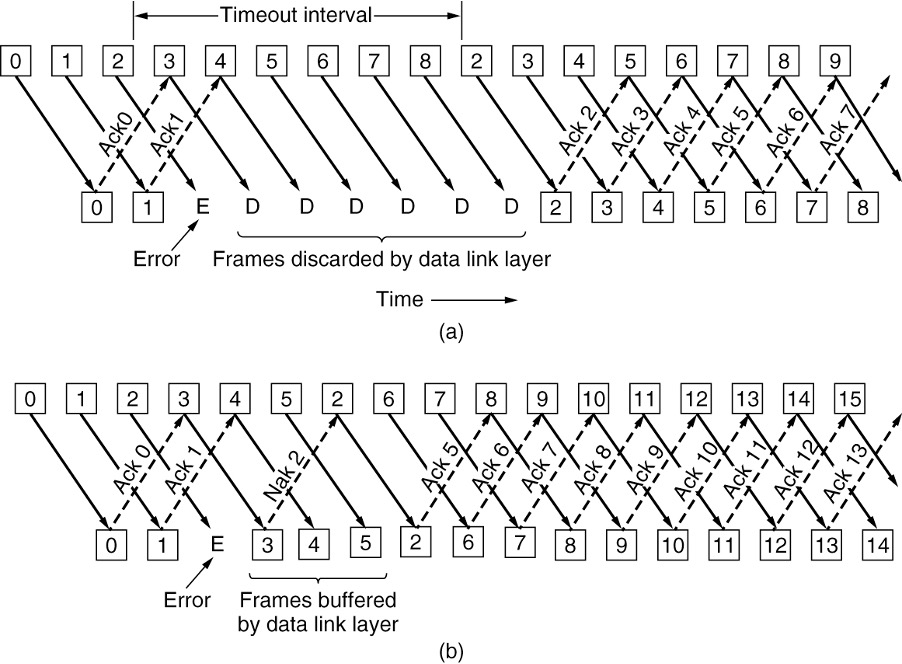 Timeout interval
0 1 2 3 4 5 6 7 8 2 3 4 5 6 7 8 9
Ack0 Ack1 Ack 2 Ack 3 Ack 4 Ack 5 Ack 6 Ack 7
0 1 E D D D D D D 2 3 4 5 6 7 8
Error
Frames discarded by data link layer
Time
(a)
0 1 2 3 4 5 2 6 7 8 9 10 11 12 13 14 15
Ack 0 Ack 1 Nak 2 Ack 5 Ack 6 Ack 7 Ack 8 Ack 9 Ack 10 Ack 11 Ack 12 Ack 13
0 1 E 3 4 5 2 6 7 8 9 10 11 12 13 14
Error
Frames buffered
by data link layer
(b)